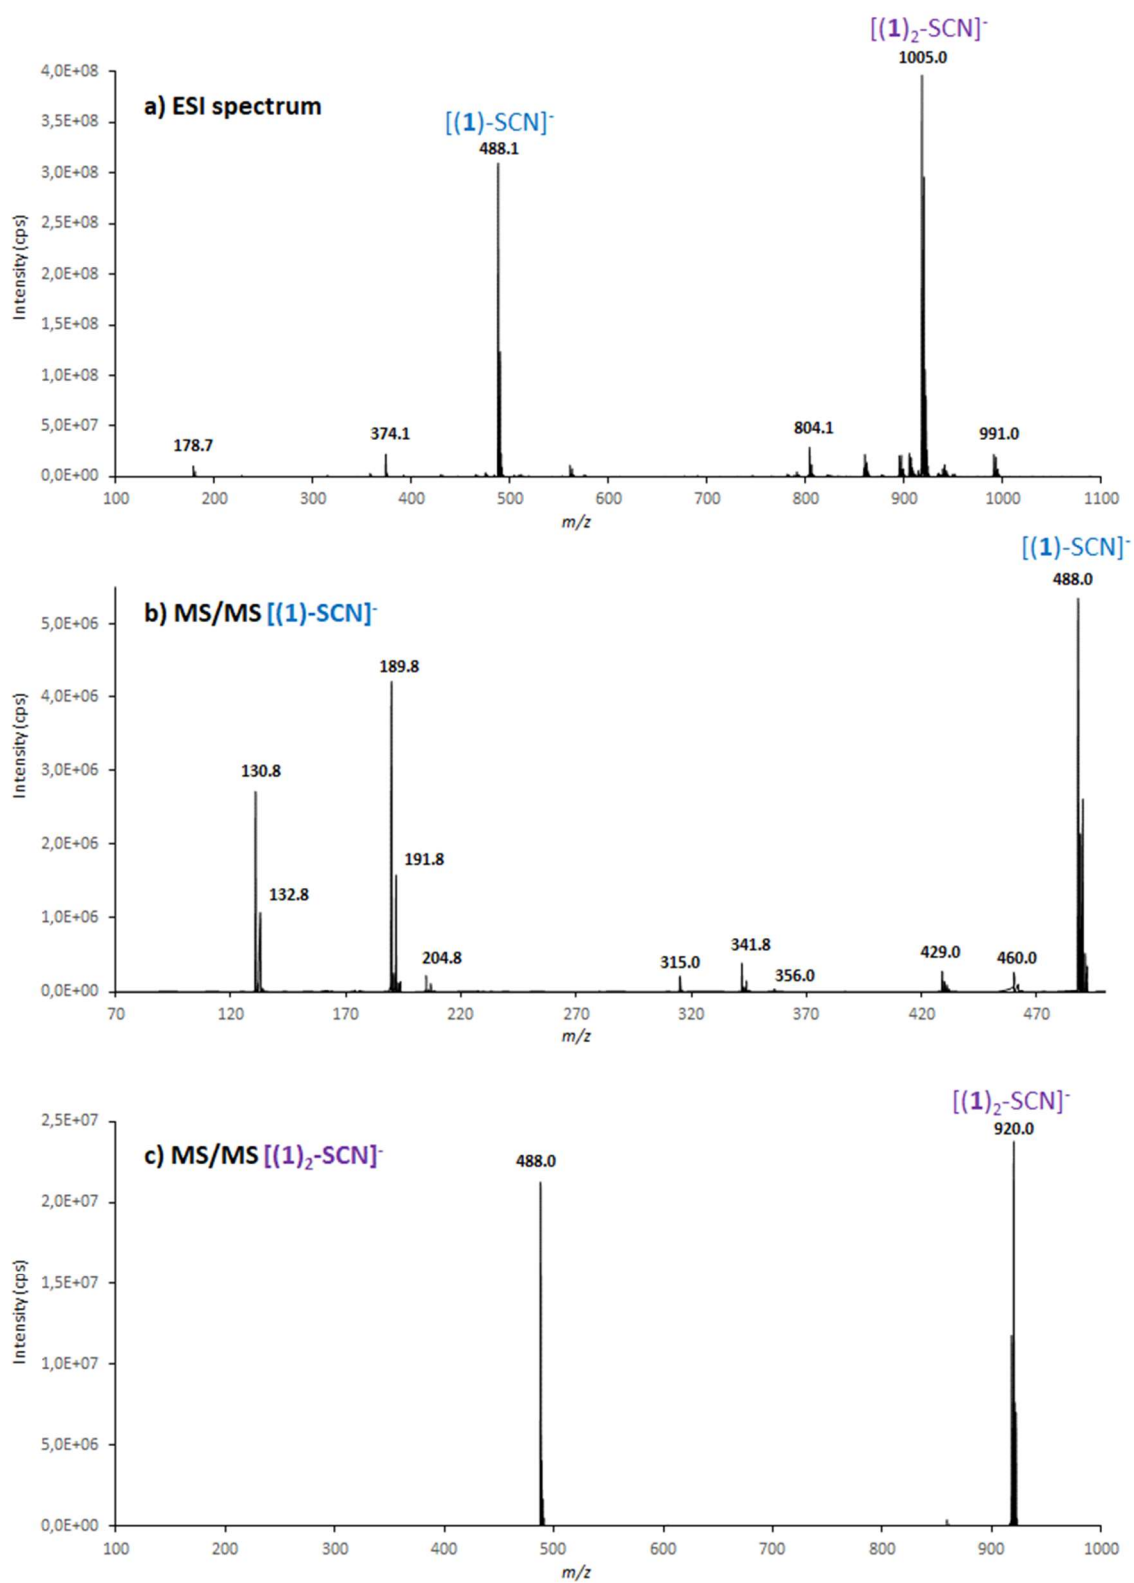 [(1)₂-SCN]⁻
1005.0
4,0E+08
a) ESI spectrum
3,5E+08
[(1)-SCN]⁻
488.1
3,0E+08
2,5E+08
2,0E+08
1,5E+08
1,0E+08
5,0E+07
0,0E+00
Intensity (cps)
178.7
374.1
804.1
991.0
100 200 300 400 500 600 700 800 900 1000 1100
m/z
[(1)-SCN]⁻
488.0
b) MS/MS [(1)-SCN]⁻
5,0E+06
4,0E+06
3,0E+06
2,0E+06
1,0E+06
0,0E+00
Intensity (cps)
189.8
130.8
191.8
132.8
204.8
315.0
341.8
356.0
429.0
460.0
70 120 170 220 270 320 370 420 470
m/z
[(1)₂-SCN]⁻
920.0
2,5E+07
c) MS/MS [(1)₂-SCN]⁻
488.0
2,0E+07
1,5E+07
1,0E+07
5,0E+06
0,0E+00
Intensity (cps)
100 200 300 400 500 600 700 800 900 1000
m/z